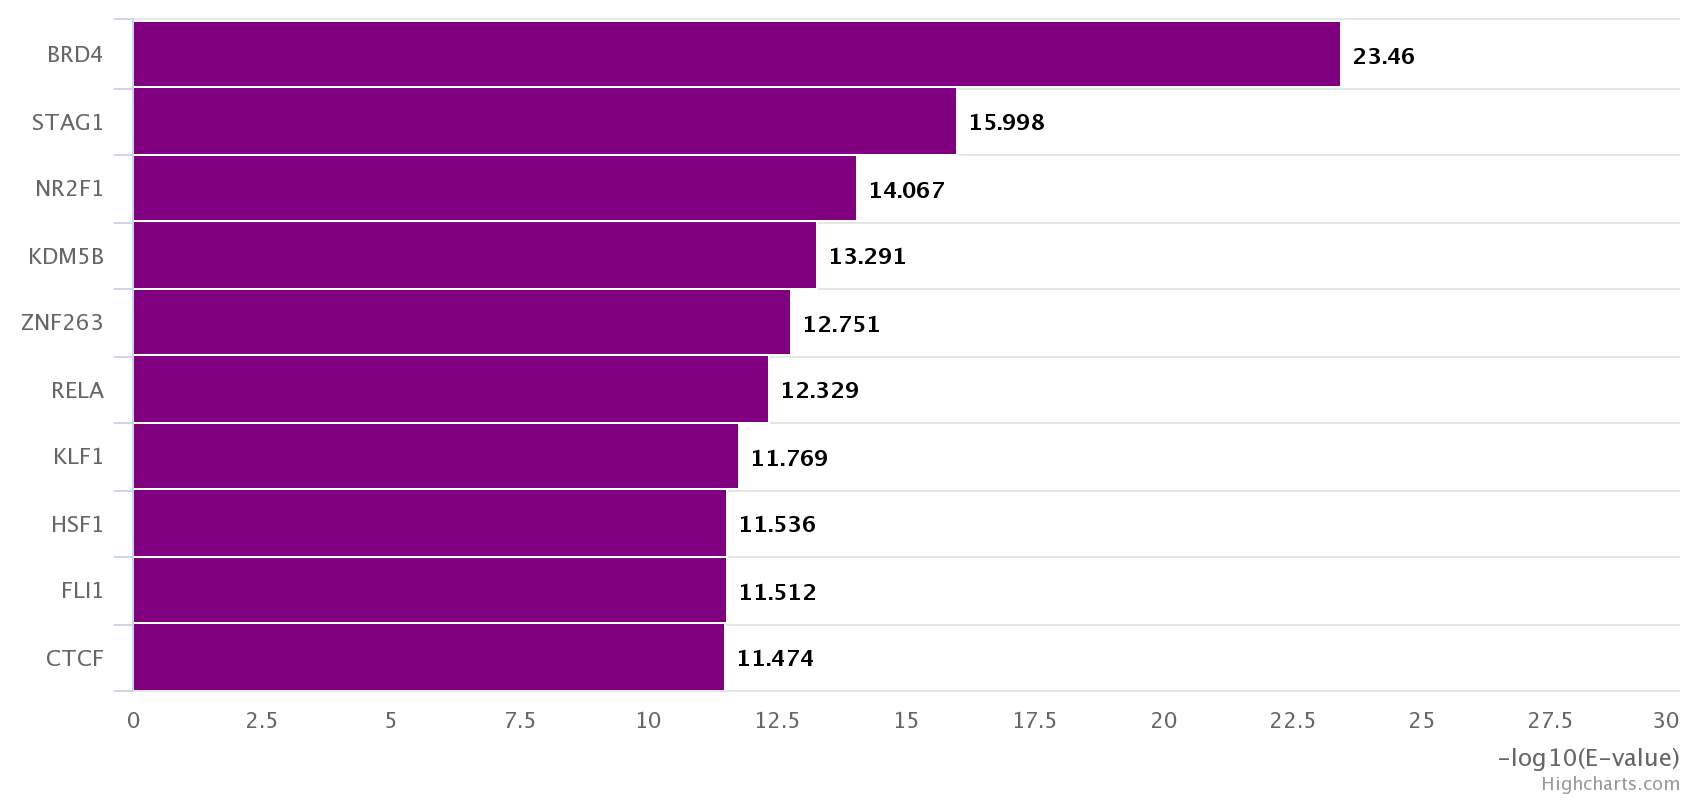 BRD4 23.46
STAG1 15.998
NR2F1 14.067
KDM5B 13.291
ZNF263 12.751
RELA 12.329
KLF1 11.769
HSF1 11.536
FLI1 11.512
CTCF 11.474
0 2.5 5 7.5 10 12.5 15 17.5 20 22.5 25 27.5 30
-log10(E-value)
Highcharts.com